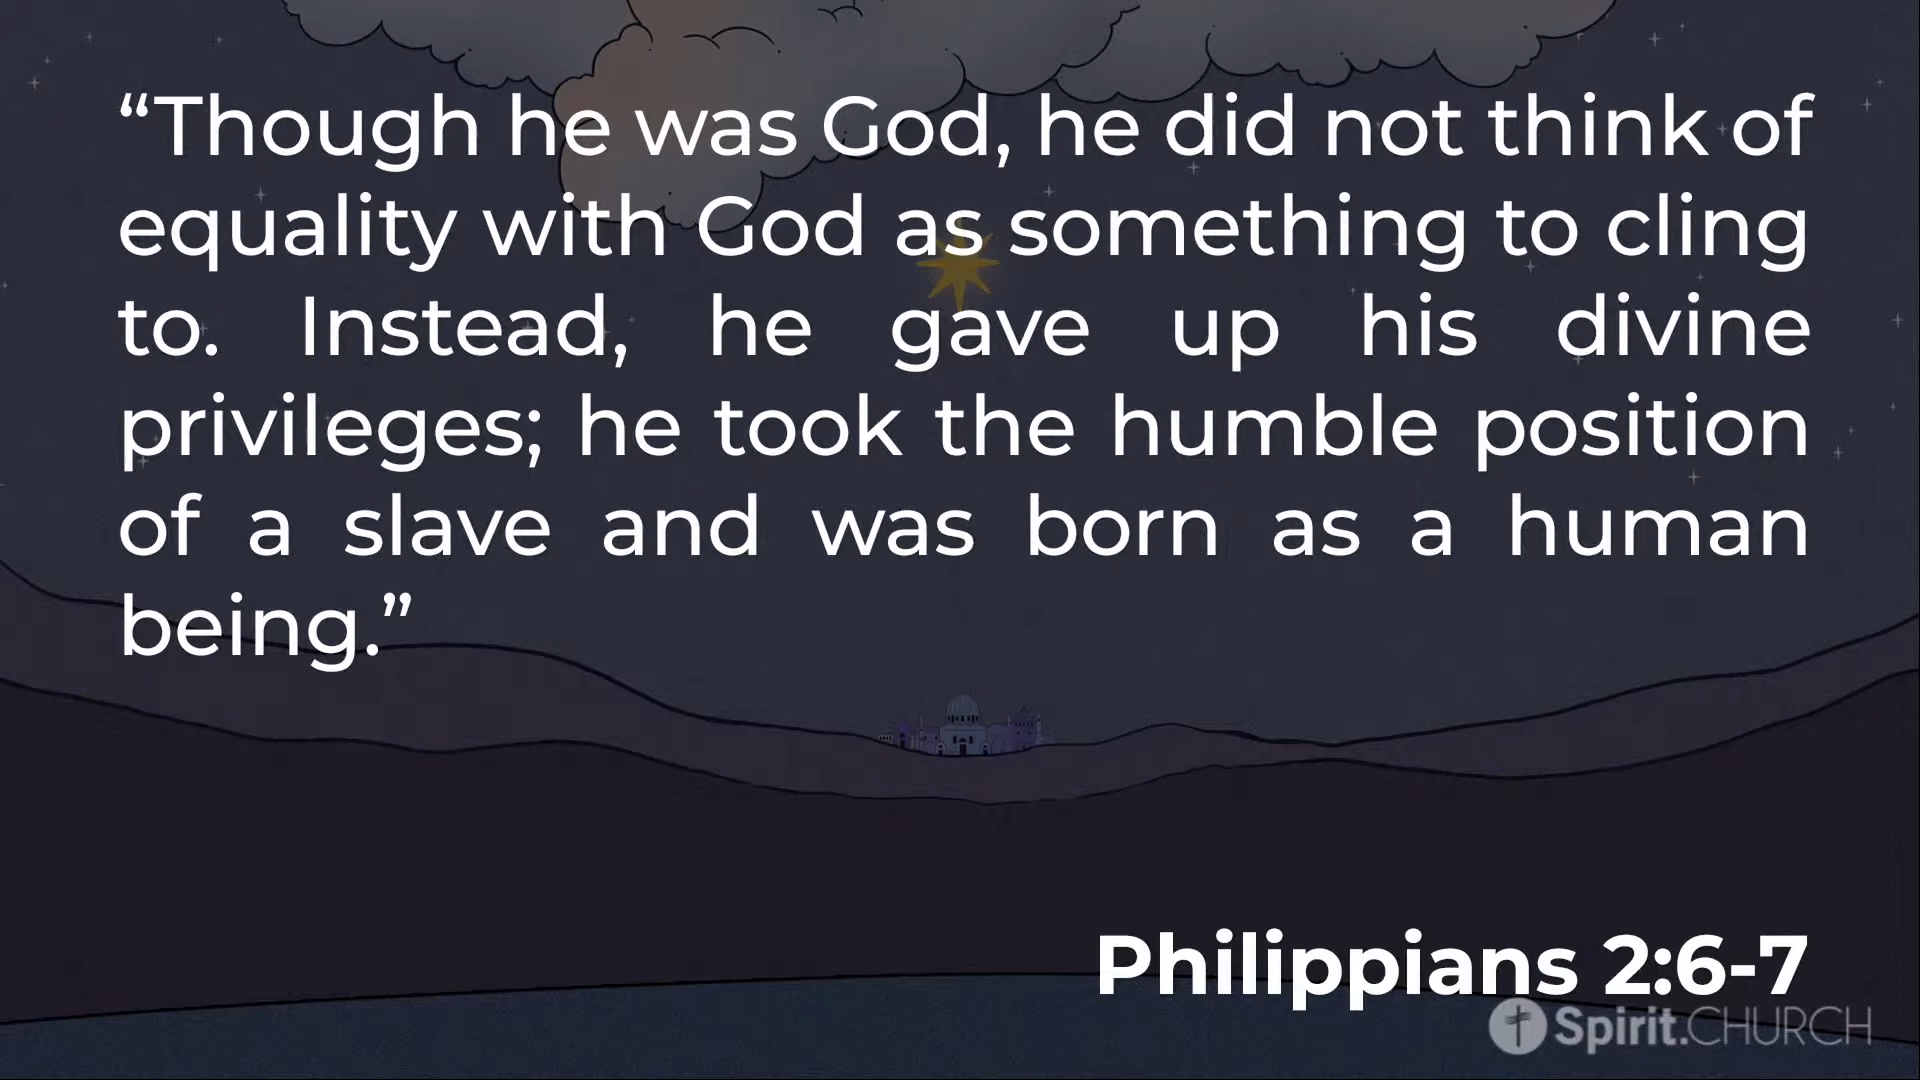 “Though he was God, he did not think of
equality with God as something to cling
to. Instead, he gave up his divine
privileges; he took the humble position
of a slave and was born as a human
being.”
Philippians 2:6-7
Spirit.CHURCH